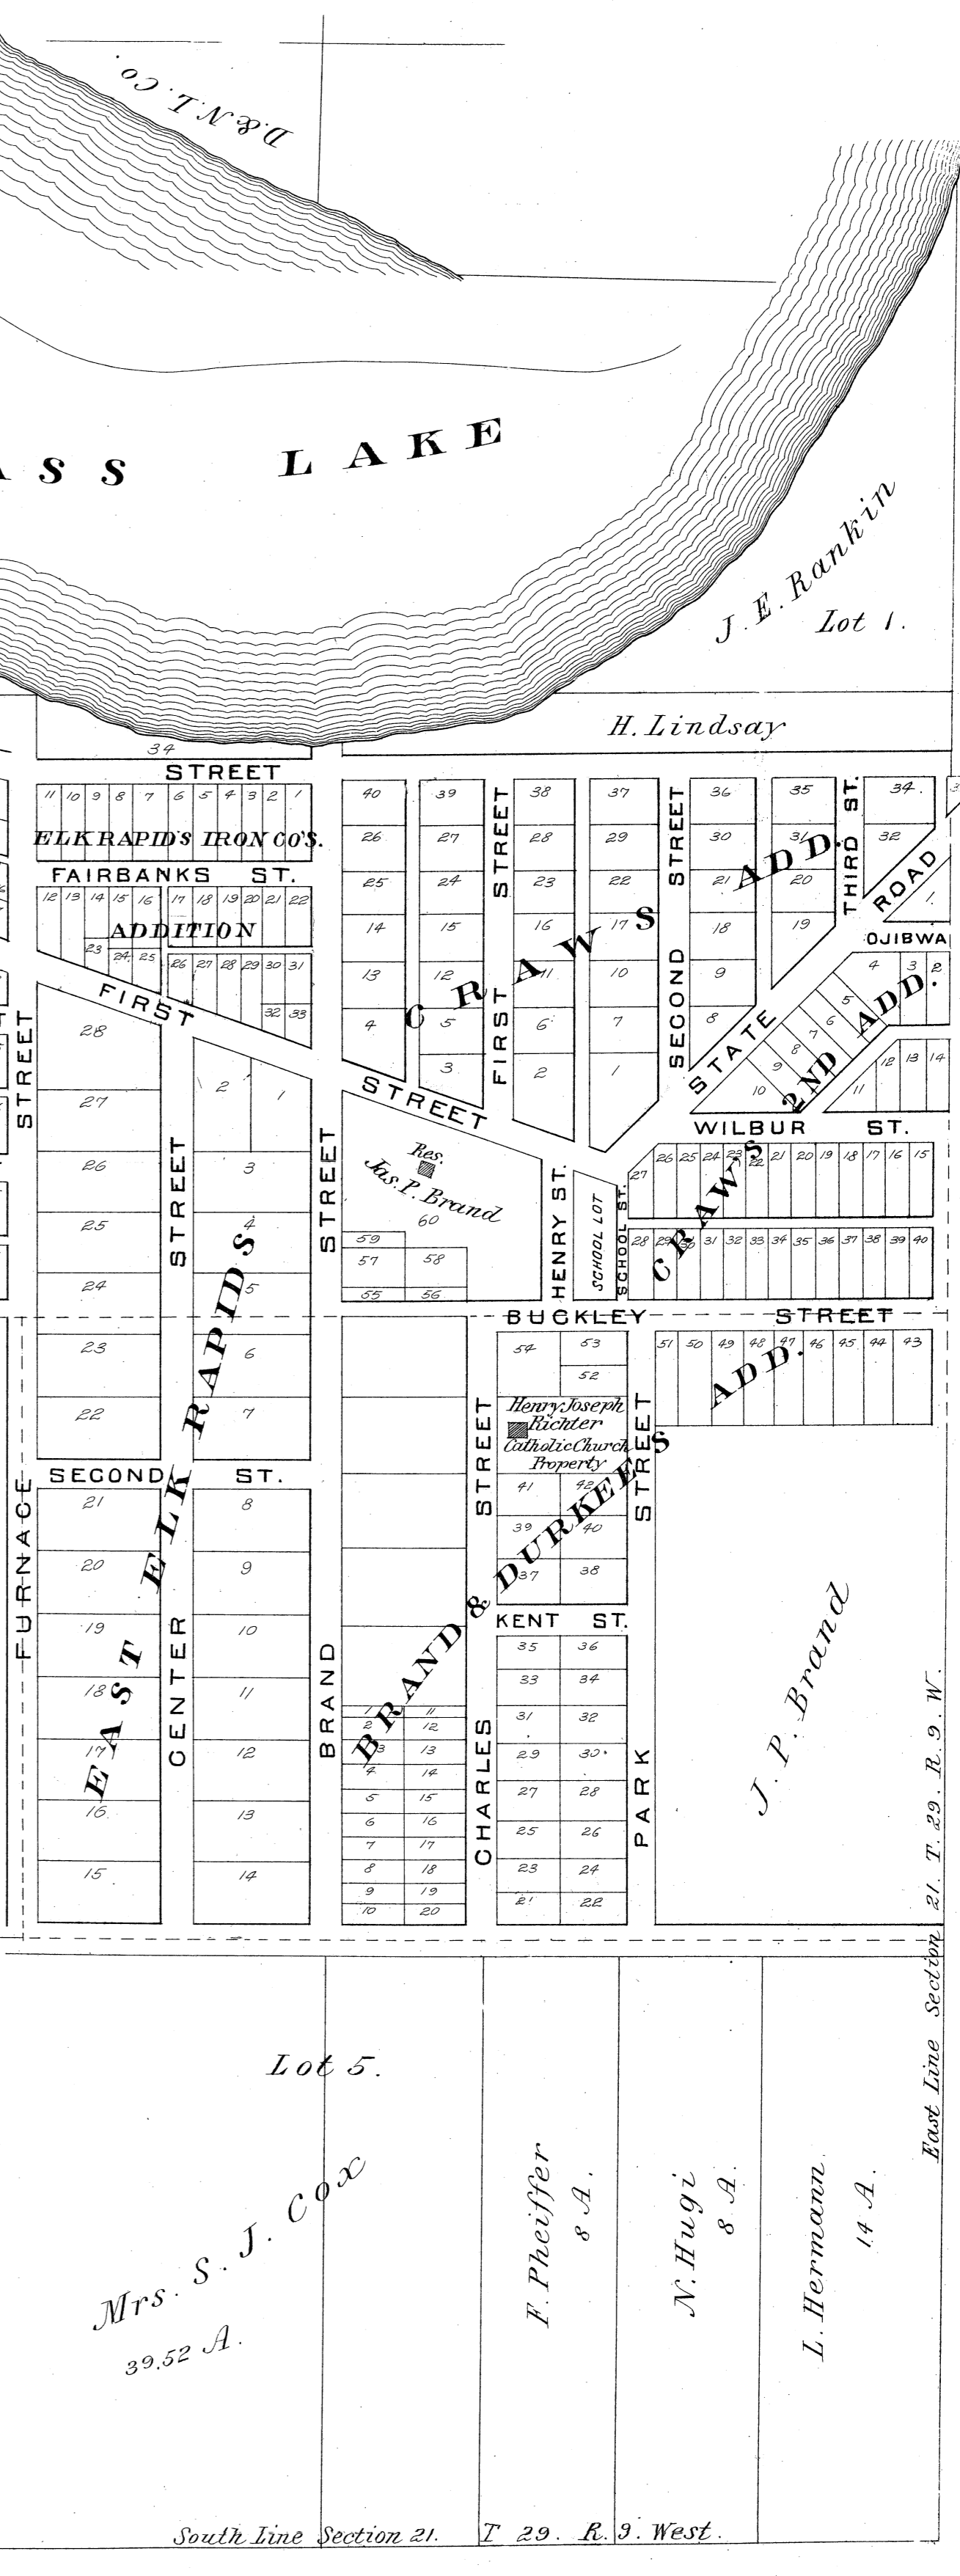 D. & N. I. Co.
ASS LAKE
J. E. Rankin
Lot 1.
H. Lindsay
34
STREET
11 10 9 8 7 6 5 4 3 2 1
ELK RAPID'S IRON CO'S.
FAIRBANKS ST.
12 13 14 15 16 17 18 19 20 21 22
ADDITION
23 24 25 26 27 28 29 30 31
32 33
FIRST STREET
40 39 38 37 36 35 34.
26 27 28 29 30 31 32
25 24 23 22 21 20
14 15 16 17 18 19
13 12 11 10 9
4 5 6 7 8
3 2 1
CRAWS ADD.
FIRST STREET
SECOND STREET
THIRD ST.
STATE ROAD
1.
OJIBWA
4 3 2
5
6
7
8
9
10
11 12 13 14
CRAW'S 2ND ADD.
WILBUR ST.
27 26 25 24 23 22 21 20 19 18 17 16 15
28 29 30 31 32 33 34 35 36 37 38 39 40
SCHOOL ST.
SCHOOL LOT
HENRY ST.
Res.
Jas. P. Brand
60
59
57 58
55 56
BUCKLEY STREET
STREET
28
27
26
25
24
23
22
2 1
3
4
5
6
7
STREET
STREET
SECOND ST.
21
20
19
18
17
16
15
8
9
10
11
12
13
14
EAST ELK RAPIDS
FURNACE
CENTER
BRAND
54 53
52
Henry Joseph
Richter
Catholic Church
Property
41 42
39 40
37 38
51 50 49 48 47 46 45 44 43
BRAND & DURKEE'S ADD.
STREET
STREET
KENT ST.
35 36
33 34
31 32
29 30
27 28
25 26
23 24
21 22
1 11
2 12
3 13
4 14
5 15
6 16
7 17
8 18
9 19
10 20
CHARLES
PARK
J. P. Brand
East Line Section 21. T. 29. R. 9. W.
Lot 5.
Mrs. S. J. Cox
39.52 A.
F. Pheiffer
8 A.
N. Hugi
8 A.
L. Hermann
14 A.
South Line Section 21. T 29. R. 9. West.